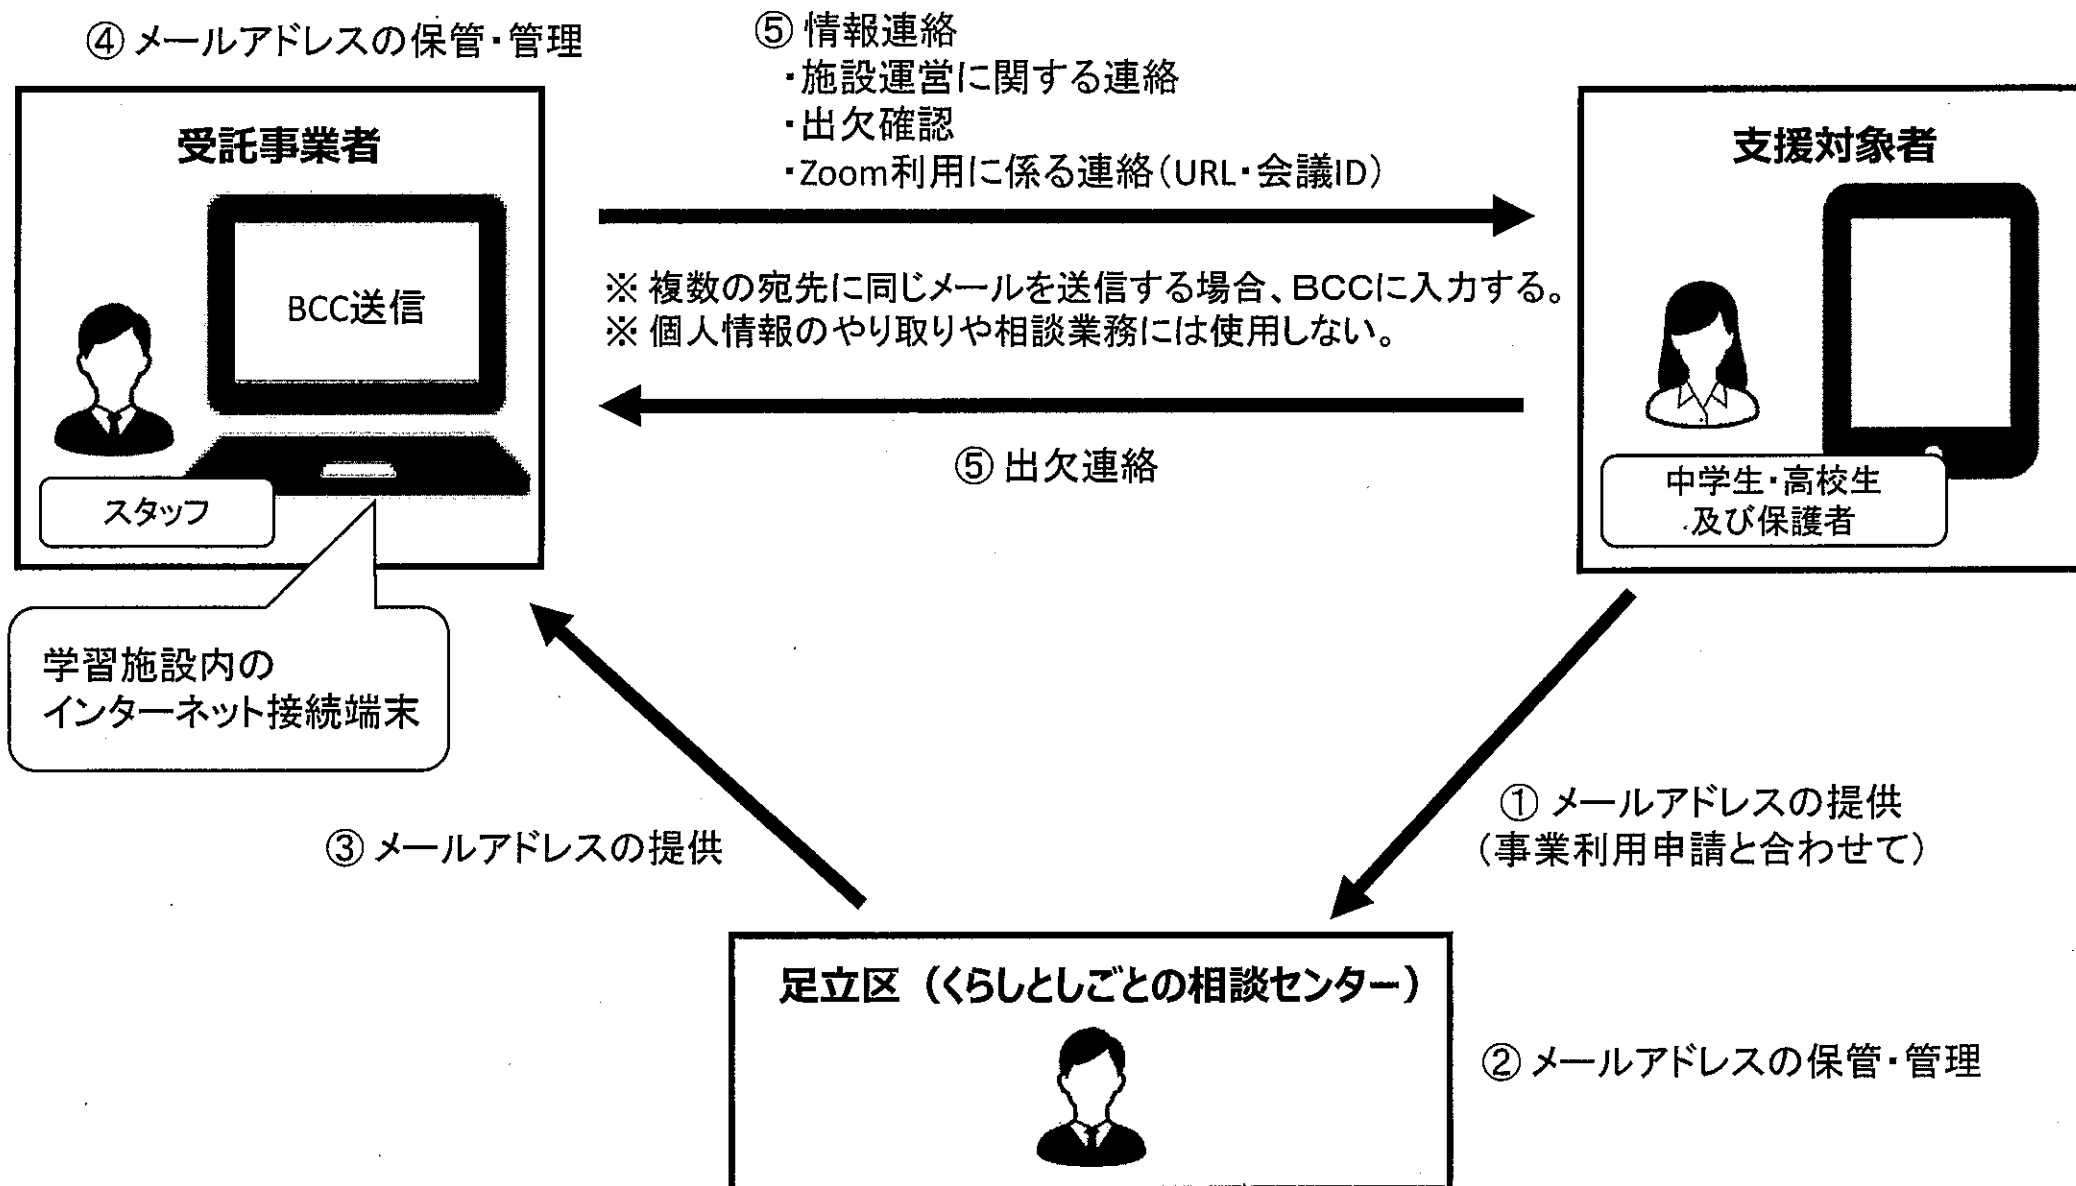 ④ メールアドレスの保管・管理
⑤ 情報連絡
・施設運営に関する連絡
・出欠確認
・Zoom利用に係る連絡（URL・会議ID）
受託事業者
BCC送信
スタッフ
学習施設内の
インターネット接続端末
※ 複数の宛先に同じメールを送信する場合、BCCに入力する。
※ 個人情報のやり取りや相談業務には使用しない。
⑤ 出欠連絡
支援対象者
中学生・高校生
及び保護者
① メールアドレスの提供
（事業利用申請と合わせて）
③ メールアドレスの提供
足立区（くらしとしごとの相談センター）
② メールアドレスの保管・管理